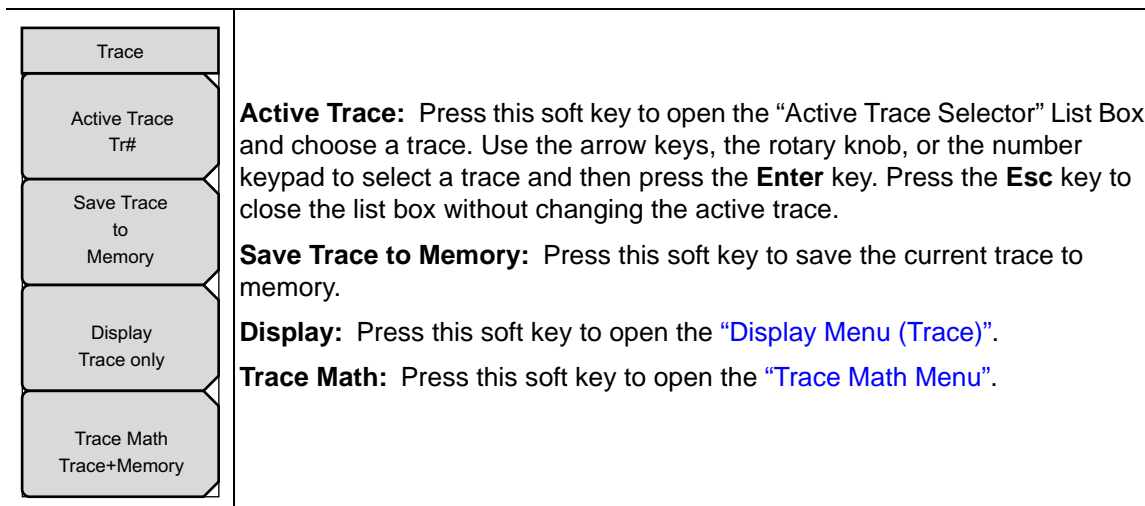 Trace
Active Trace
Tr#
Save Trace
to
Memory
Display
Trace only
Trace Math
Trace+Memory
Active Trace: Press this soft key to open the “Active Trace Selector” List Box
and choose a trace. Use the arrow keys, the rotary knob, or the number
keypad to select a trace and then press the Enter key. Press the Esc key to
close the list box without changing the active trace.
Save Trace to Memory: Press this soft key to save the current trace to
memory.
Display: Press this soft key to open the “Display Menu (Trace)”.
Trace Math: Press this soft key to open the “Trace Math Menu”.